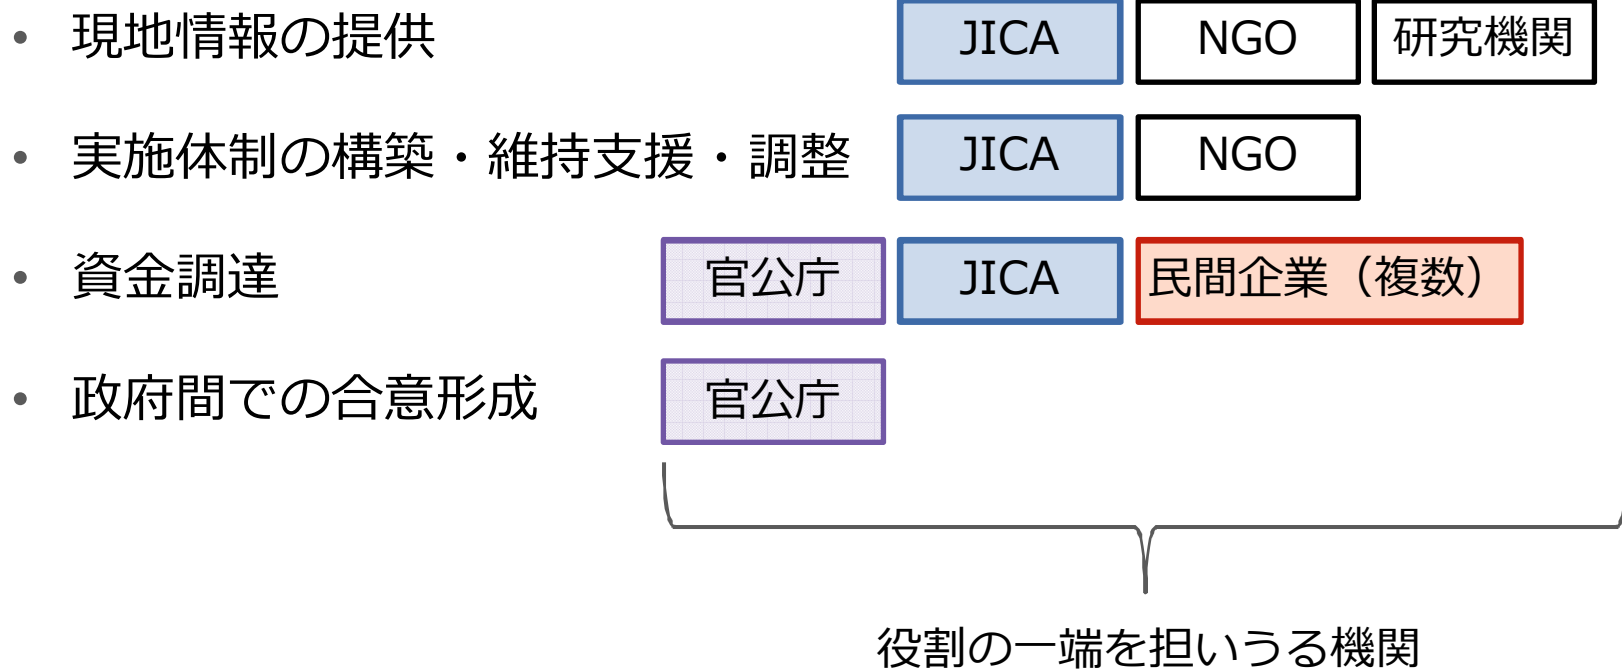 • 現地情報の提供 JICA NGO 研究機関
• 実施体制の構築・維持支援・調整 JICA NGO
• 資金調達 官公庁 JICA 民間企業（複数）
• 政府間での合意形成 官公庁
役割の一端を担いうる機関